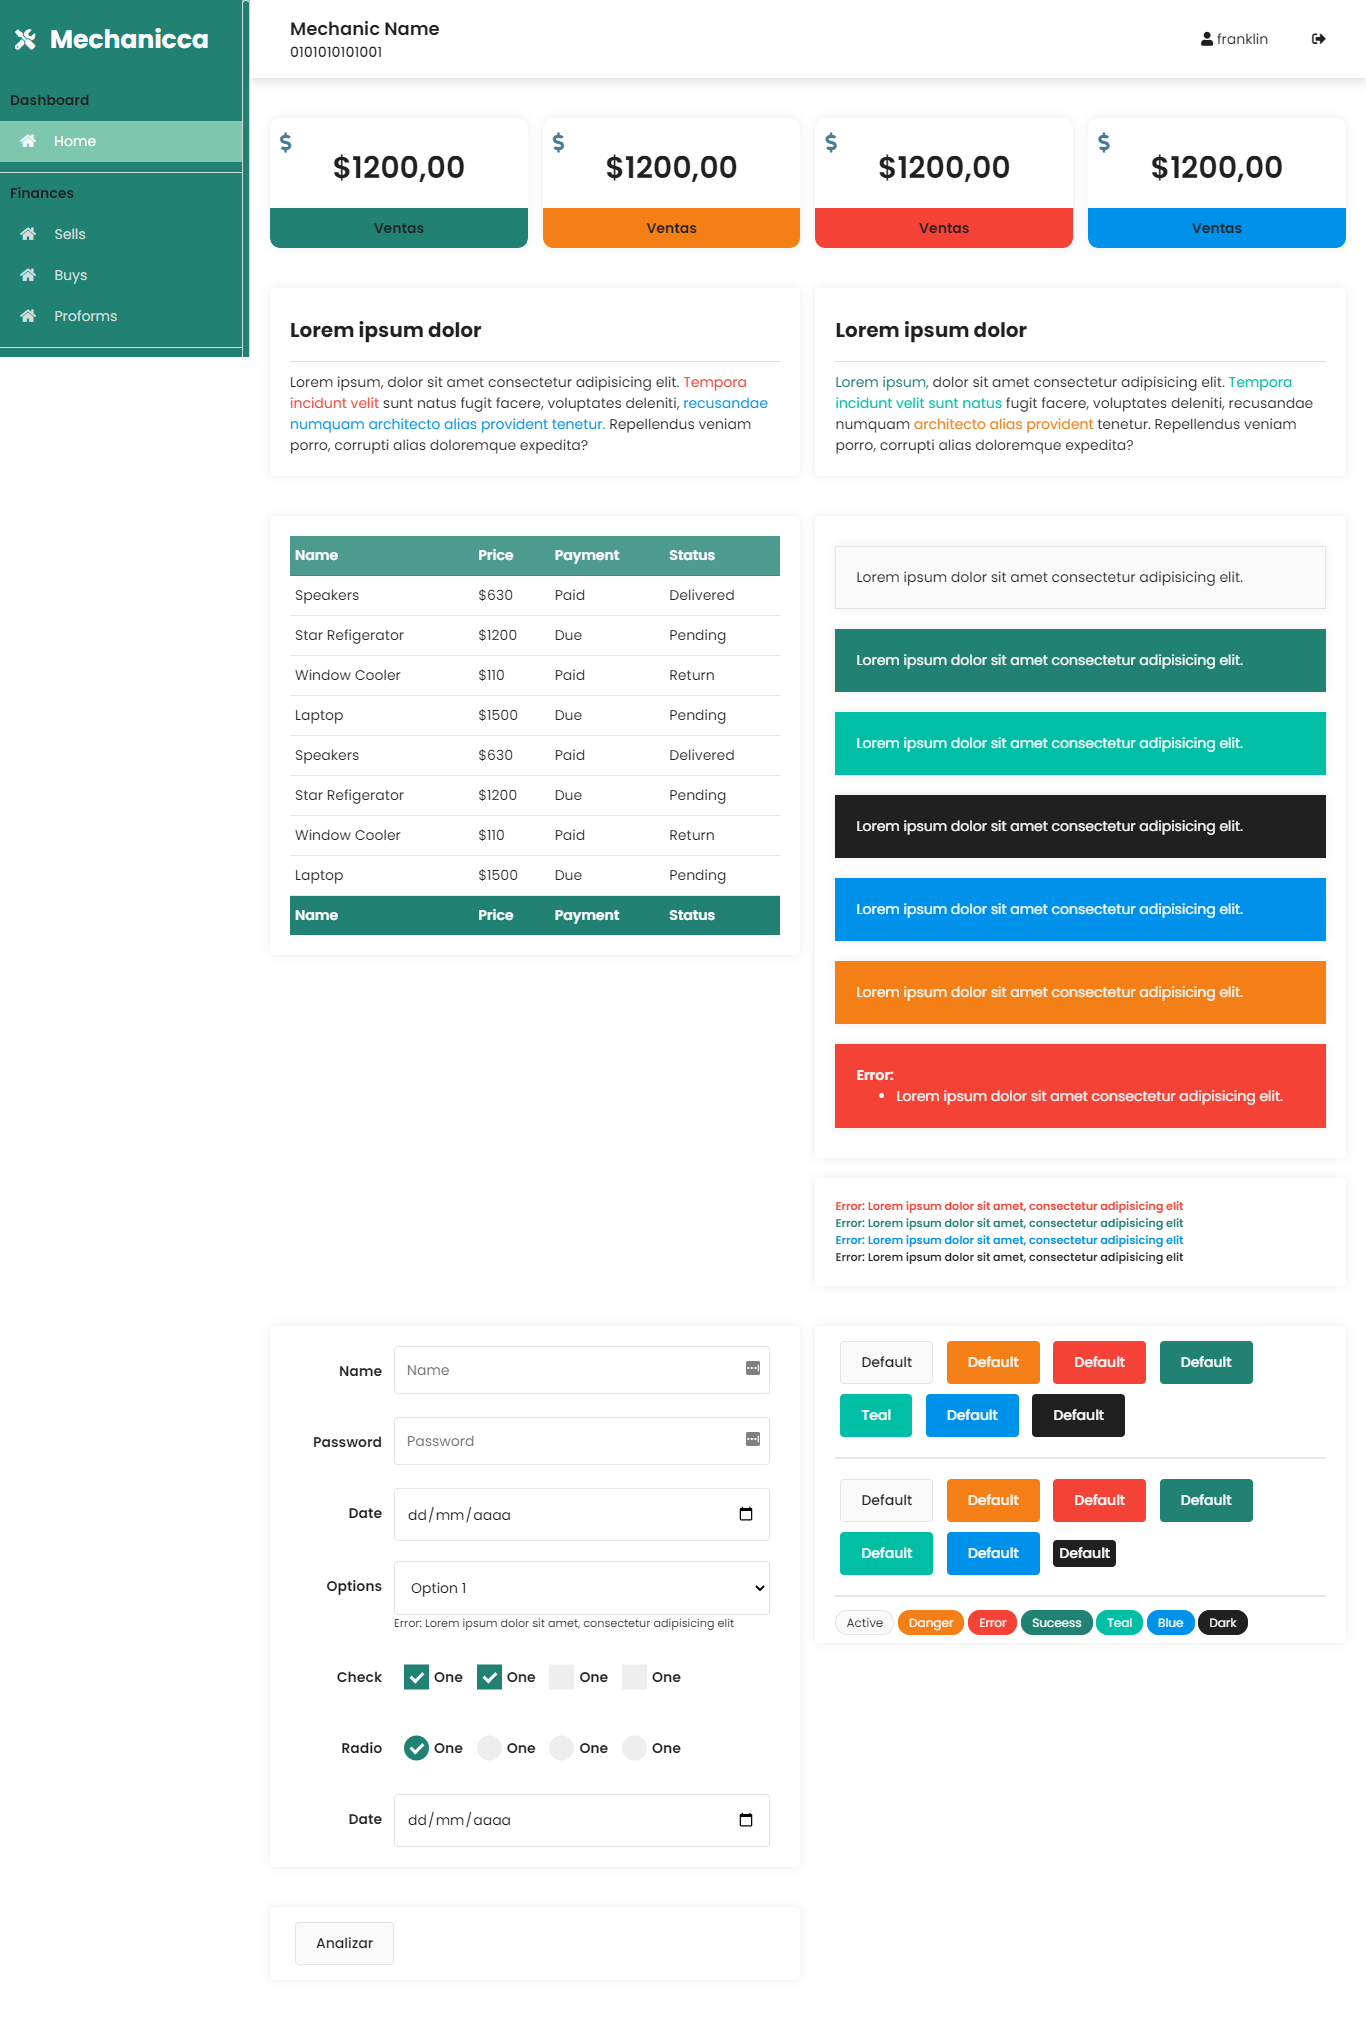 Mechanicca
Dashboard
Home
Finances
Sells
Buys
Proforms
Mechanic Name
0101010101001
franklin
$ $ $ $
$1200,00 $1200,00 $1200,00 $1200,00
Ventas Ventas Ventas Ventas
Lorem ipsum dolor
Lorem ipsum, dolor sit amet consectetur adipisicing elit. Tempora
incidunt velit sunt natus fugit facere, voluptates deleniti, recusandae
numquam architecto alias provident tenetur. Repellendus veniam
porro, corrupti alias doloremque expedita?
Lorem ipsum dolor
Lorem ipsum, dolor sit amet consectetur adipisicing elit. Tempora
incidunt velit sunt natus fugit facere, voluptates deleniti, recusandae
numquam architecto alias provident tenetur. Repellendus veniam
porro, corrupti alias doloremque expedita?
Name Price Payment Status
Speakers $630 Paid Delivered
Star Refigerator $1200 Due Pending
Window Cooler $110 Paid Return
Laptop $1500 Due Pending
Speakers $630 Paid Delivered
Star Refigerator $1200 Due Pending
Window Cooler $110 Paid Return
Laptop $1500 Due Pending
Name Price Payment Status
Lorem ipsum dolor sit amet consectetur adipisicing elit.
Lorem ipsum dolor sit amet consectetur adipisicing elit.
Lorem ipsum dolor sit amet consectetur adipisicing elit.
Lorem ipsum dolor sit amet consectetur adipisicing elit.
Lorem ipsum dolor sit amet consectetur adipisicing elit.
Lorem ipsum dolor sit amet consectetur adipisicing elit.
Error:
• Lorem ipsum dolor sit amet consectetur adipisicing elit.
Error: Lorem ipsum dolor sit amet, consectetur adipisicing elit
Error: Lorem ipsum dolor sit amet, consectetur adipisicing elit
Error: Lorem ipsum dolor sit amet, consectetur adipisicing elit
Error: Lorem ipsum dolor sit amet, consectetur adipisicing elit
Name Name
Password Password
Date dd/mm/aaaa
Options Option 1
Error: Lorem ipsum dolor sit amet, consectetur adipisicing elit
Check One One One One
Radio One One One One
Date dd/mm/aaaa
Default Default Default Default
Teal Default Default
Default Default Default Default
Default Default Default
Active Danger Error Suceess Teal Blue Dark
Analizar